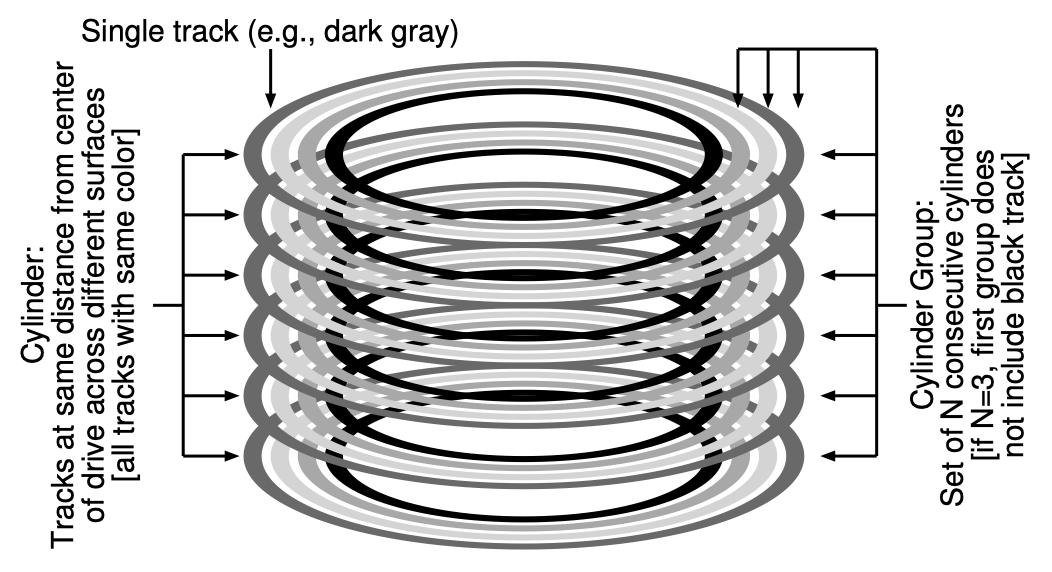 Single track (e.g., dark gray)
Cylinder:
Tracks at same distance from center
of drive across different surfaces
[all tracks with same color]
Cylinder Group:
Set of N consecutive cylinders
[if N=3, first group does
not include black track]